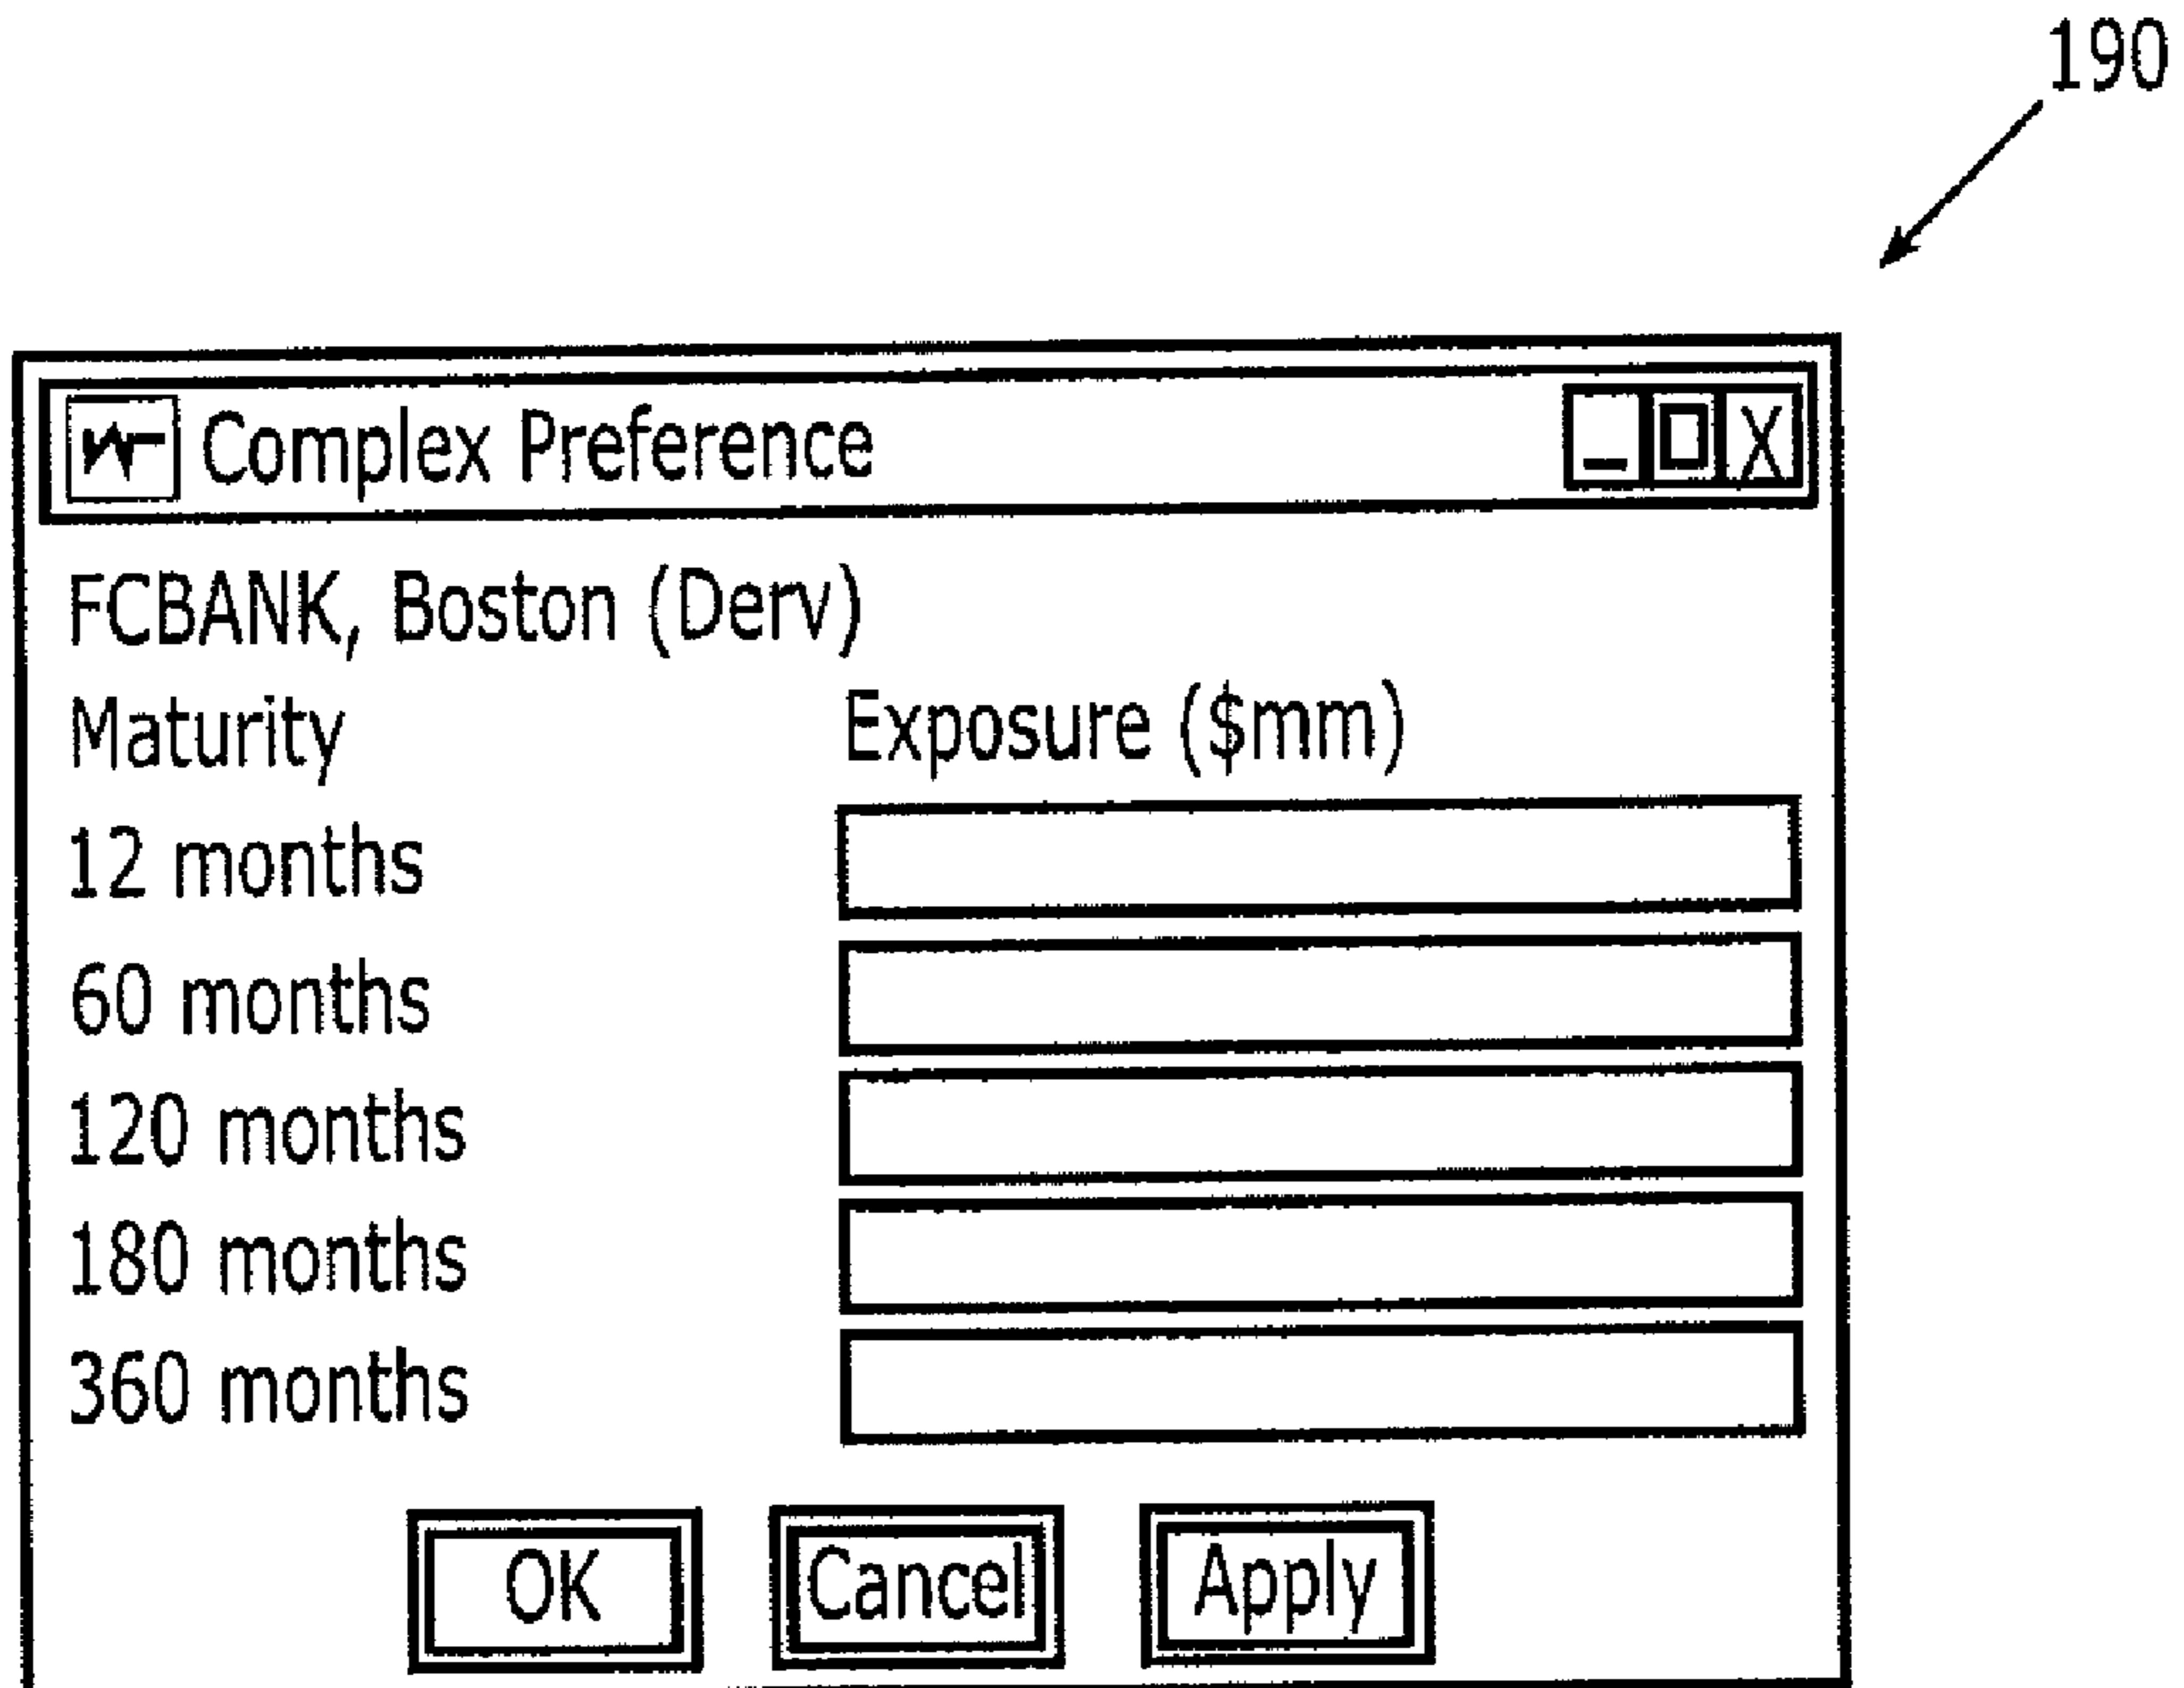 190
Complex Preference
FCBANK, Boston (Derv)
Maturity Exposure ($mm)
12 months
60 months
120 months
180 months
360 months
OK Cancel Apply